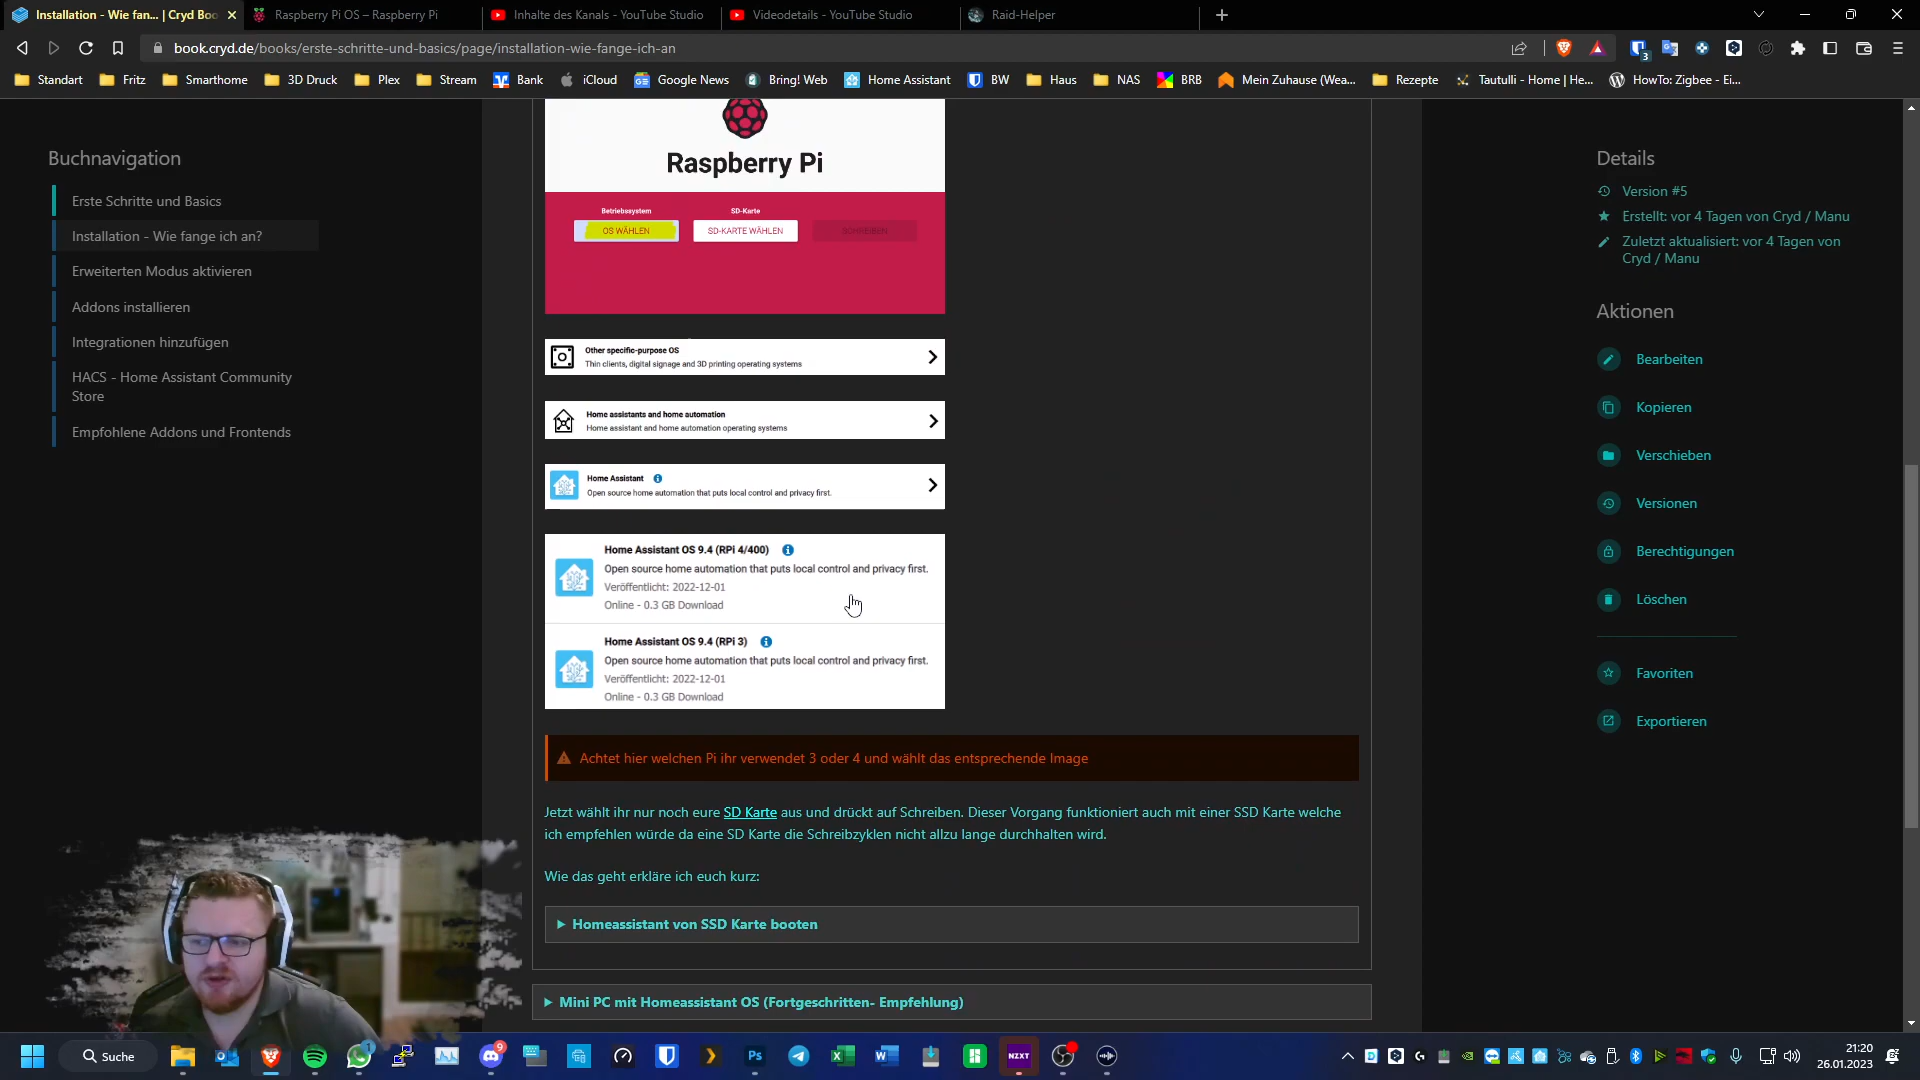 Installation - Wie fan... | Cryd Boo
Raspberry Pi OS – Raspberry Pi
Inhalte des Kanals - YouTube Studio
Videodetails - YouTube Studio
Raid-Helper
book.cryd.de/books/erste-schritte-und-basics/page/installation-wie-fange-ich-an
3
Standart
Fritz
Smarthome
3D Druck
Plex
Stream
Bank
iCloud
Google News
Bring! Web
Home Assistant
BW
Haus
NAS
BRB
Mein Zuhause (Wea...
Rezepte
Tautulli - Home | He...
HowTo: Zigbee - Ei...
Buchnavigation
Erste Schritte und Basics
Installation - Wie fange ich an?
Erweiterten Modus aktivieren
Addons installieren
Integrationen hinzufügen
HACS - Home Assistant Community
Store
Empfohlene Addons und Frontends
Raspberry Pi
Betriebssystem
SD-Karte
OS WÄHLEN
SD-KARTE WÄHLEN
SCHREIBEN
Other specific-purpose OS
Thin clients, digital signage and 3D printing operating systems
Home assistants and home automation
Home assistant and home automation operating systems
Home Assistant
Open source home automation that puts local control and privacy first.
Home Assistant OS 9.4 (RPi 4/400)
Open source home automation that puts local control and privacy first.
Veröffentlicht: 2022-12-01
Online - 0.3 GB Download
Home Assistant OS 9.4 (RPi 3)
Open source home automation that puts local control and privacy first.
Veröffentlicht: 2022-12-01
Online - 0.3 GB Download
Achtet hier welchen Pi ihr verwendet 3 oder 4 und wählt das entsprechende Image
Jetzt wählt ihr nur noch eure SD Karte aus und drückt auf Schreiben. Dieser Vorgang funktioniert auch mit einer SSD Karte welche
ich empfehlen würde da eine SD Karte die Schreibzyklen nicht allzu lange durchhalten wird.
Wie das geht erkläre ich euch kurz:
Homeassistant von SSD Karte booten
Mini PC mit Homeassistant OS (Fortgeschritten- Empfehlung)
Details
Version #5
Erstellt: vor 4 Tagen von Cryd / Manu
Zuletzt aktualisiert: vor 4 Tagen von
Cryd / Manu
Aktionen
Bearbeiten
Kopieren
Verschieben
Versionen
Berechtigungen
Löschen
Favoriten
Exportieren
Suche
1
9
Ps
NZXT
21:20
26.01.2023